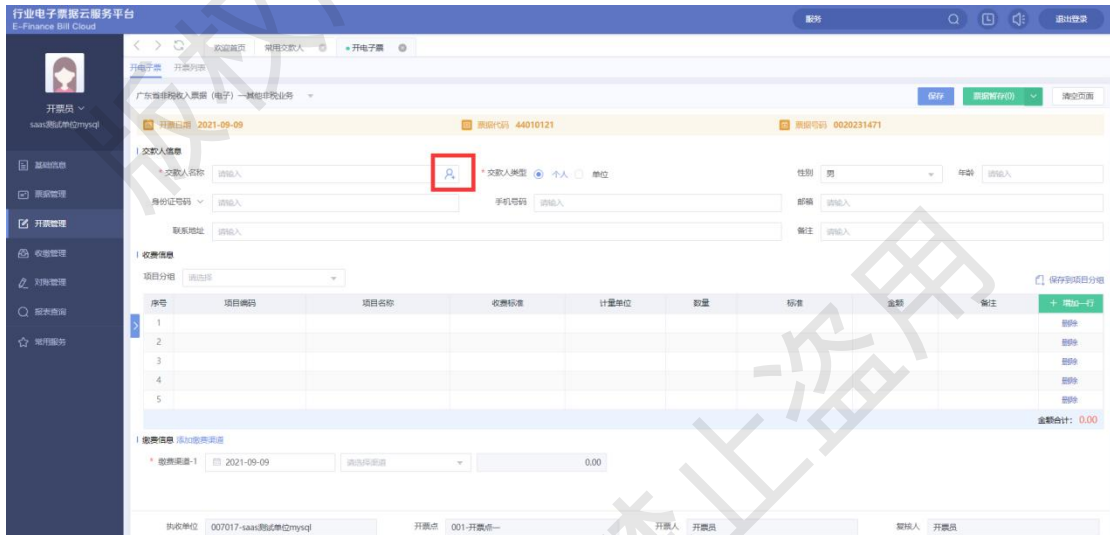 行业电子票据云服务平台
E-Finance Bill Cloud
服务
退出登录
欢迎首页 常用交款人 开电子票
开电子票 开票列表
开票员
saas测试单位mysql
广东省非税收入票据 (电子) —其他非税业务
保存 票据暂存(0) 清空页面
开票日期 2021-09-09 票据代码 44010121 票据号码 0020231471
基础信息
票据管理
开票管理
收缴管理
对账管理
报表查询
常用服务
交款人信息
* 交款人名称 请输入 * 交款人类型 个人 单位 性别 男 年龄 请输入
身份证号码 请输入 手机号码 请输入 邮箱 请输入
联系地址 请输入 备注 请输入
收费信息
项目分组 请选择 保存到项目分组
序号 项目编码 项目名称 收费标准 计量单位 数量 标准 金额 备注 + 增加一行
1 删除
2 删除
3 删除
4 删除
5 删除
金额合计: 0.00
缴费信息 添加缴费渠道
* 缴费渠道-1 2021-09-09 请选择渠道 0.00
执收单位 007017-saas测试单位mysql 开票点 001-开票点一 开票人 开票员 复核人 开票员
版权
禁止盗用